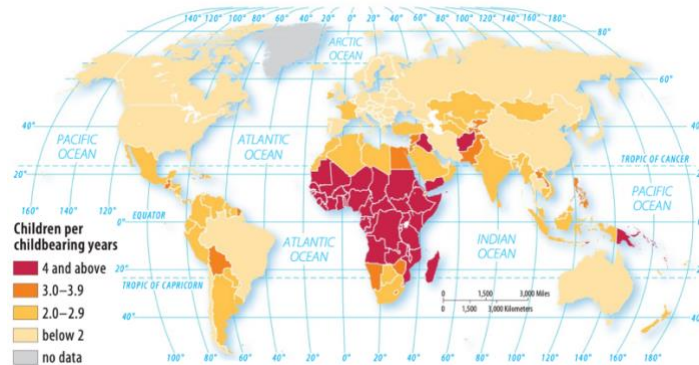 140° 120° 100° 80° 60° 40° 20° 0° 20° 40° 60° 80° 100° 120° 140°
80°
ARCTIC
OCEAN
60°
40°
40°
PACIFIC
OCEAN
ATLANTIC
OCEAN
TROPIC OF CANCER
20°
PACIFIC
OCEAN
160° 140° 120°
EQUATOR
0°
160° 180°
Children per
childbearing years
4 and above
3.0–3.9
2.0–2.9
below 2
no data
ATLANTIC
OCEAN
INDIAN
OCEAN
20°
TROPIC OF CAPRICORN
0 1,500 3,000 Miles
0 1,500 3,000 Kilometers
40°
100° 80° 60° 40° 20° 0° 20° 40° 60° 80° 100° 120° 140° 160° 180°